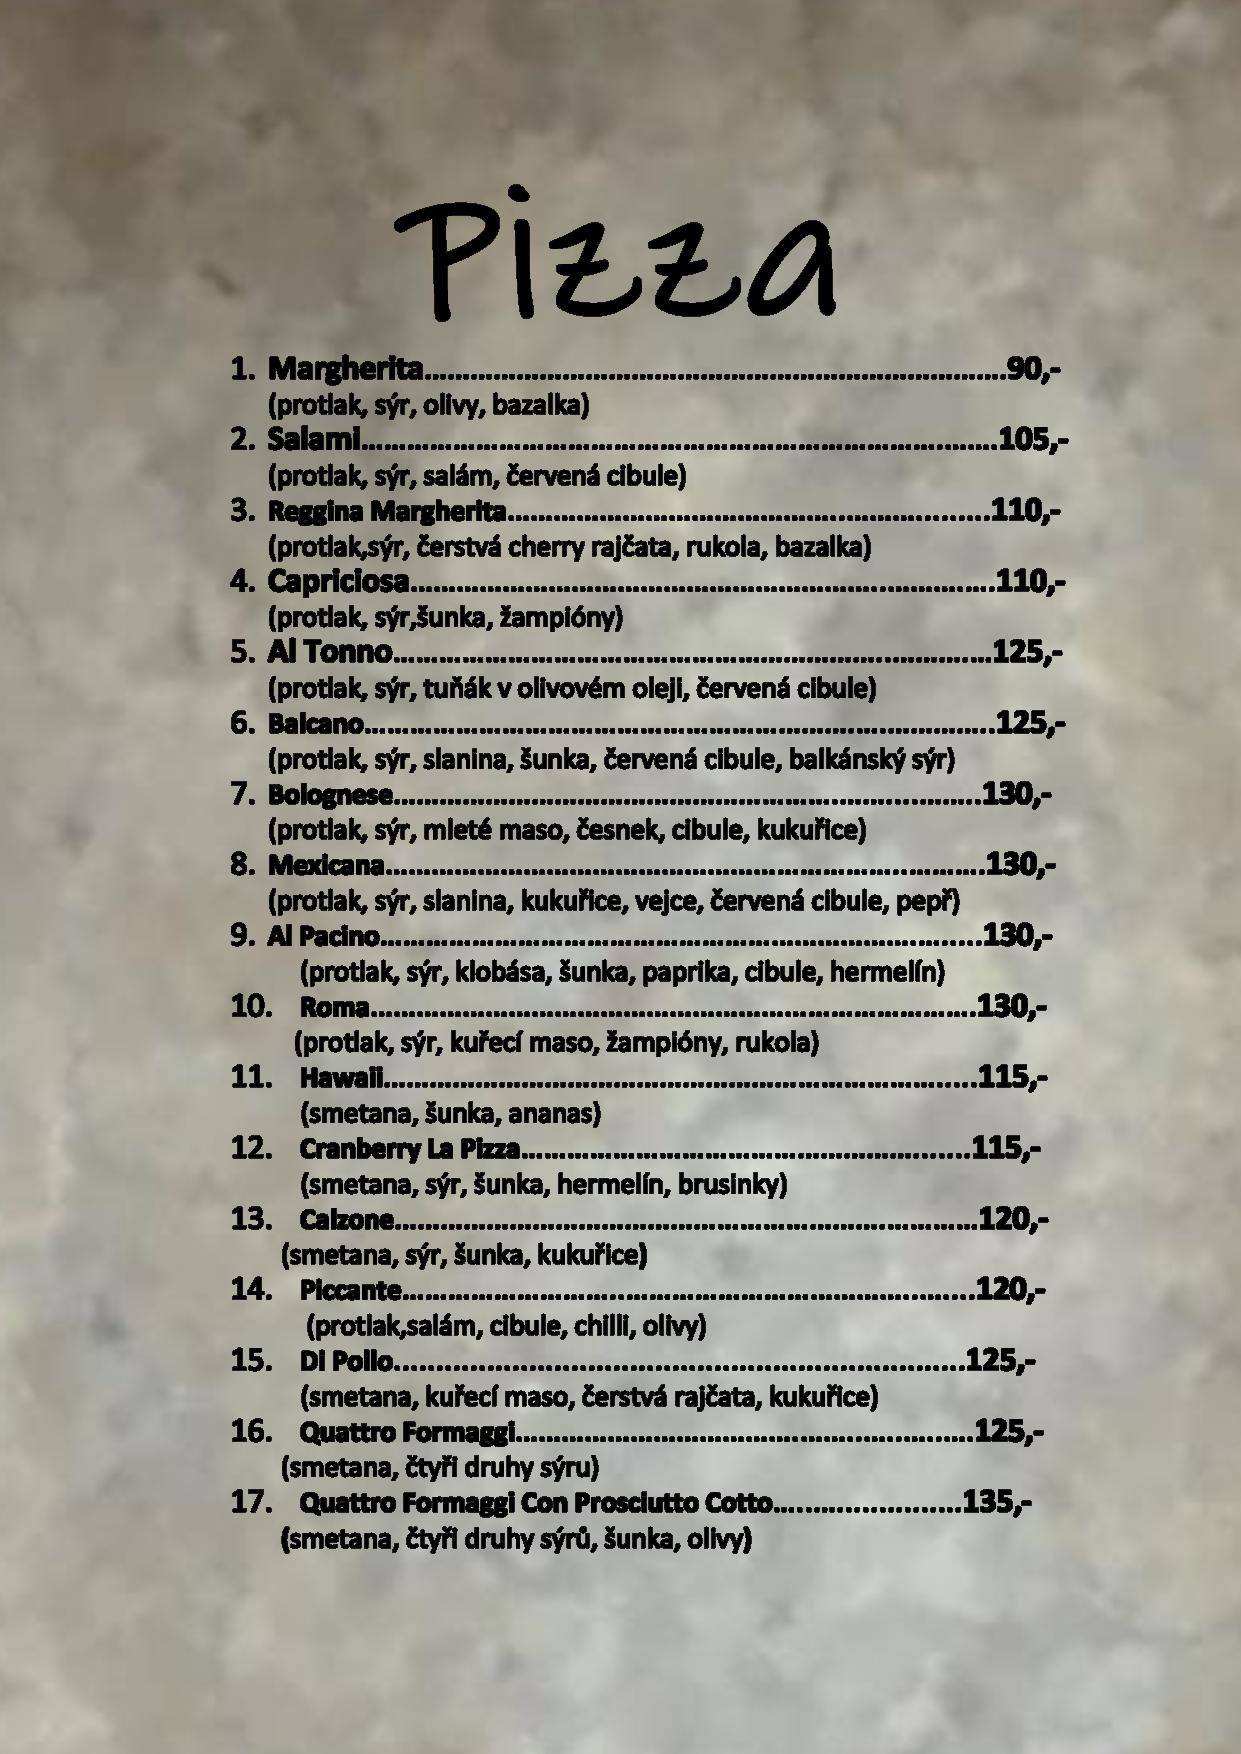 Pizza
1. Margherita..........................................................................90,-
(protlak, sýr, olivy, bazalka)
2. Salami..................................................................................105,-
(protlak, sýr, salám, červená cibule)
3. Reggina Margherita..............................................................110,-
(protlak,sýr, čerstvá cherry rajčata, rukola, bazalka)
4. Capriciosa...........................................................................110,-
(protlak, sýr,šunka, žampióny)
5. Al Tonno.............................................................................125,-
(protlak, sýr, tuňák v olivovém oleji, červená cibule)
6. Balcano................................................................................125,-
(protlak, sýr, slanina, šunka, červená cibule, balkánský sýr)
7. Bolognese...........................................................................130,-
(protlak, sýr, mleté maso, česnek, cibule, kukuřice)
8. Mexicana............................................................................130,-
(protlak, sýr, slanina, kukuřice, vejce, červená cibule, pepř)
9. Al Pacino.............................................................................130,-
(protlak, sýr, klobása, šunka, paprika, cibule, hermelín)
10. Roma.............................................................................130,-
(protlak, sýr, kuřecí maso, žampióny, rukola)
11. Hawaii...........................................................................115,-
(smetana, šunka, ananas)
12. Cranberry La Pizza.........................................................115,-
(smetana, sýr, šunka, hermelín, brusinky)
13. Calzone..........................................................................120,-
(smetana, sýr, šunka, kukuřice)
14. Piccante.........................................................................120,-
(protlak,salám, cibule, chilli, olivy)
15. Di Pollo.........................................................................125,-
(smetana, kuřecí maso, čerstvá rajčata, kukuřice)
16. Quattro Formaggi...........................................................125,-
(smetana, čtyři druhy sýru)
17. Quattro Formaggi Con Prosciutto Cotto........................135,-
(smetana, čtyři druhy sýrů, šunka, olivy)